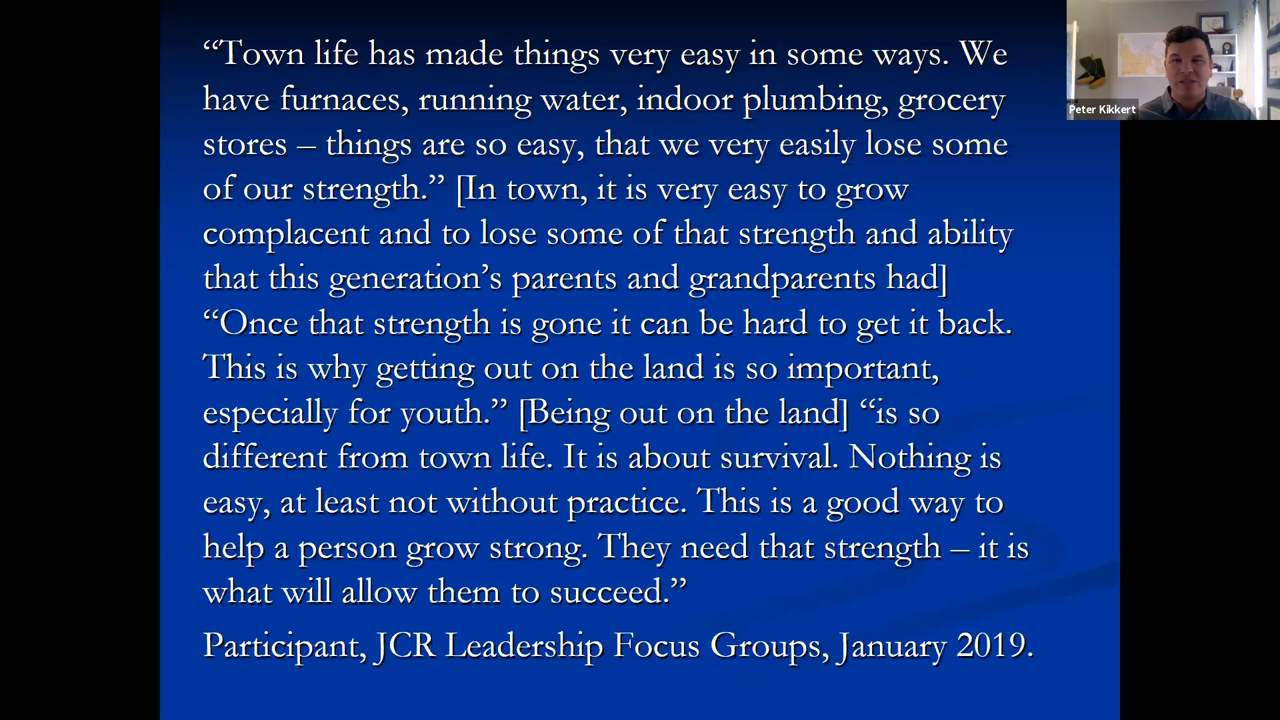 “Town life has made things very easy in some ways. We
have furnaces, running water, indoor plumbing, grocery
stores – things are so easy, that we very easily lose some
of our strength.” [In town, it is very easy to grow
complacent and to lose some of that strength and ability
that this generation’s parents and grandparents had]
“Once that strength is gone it can be hard to get it back.
This is why getting out on the land is so important,
especially for youth.” [Being out on the land] “is so
different from town life. It is about survival. Nothing is
easy, at least not without practice. This is a good way to
help a person grow strong. They need that strength – it is
what will allow them to succeed.”
Participant, JCR Leadership Focus Groups, January 2019.
Peter Kikkert